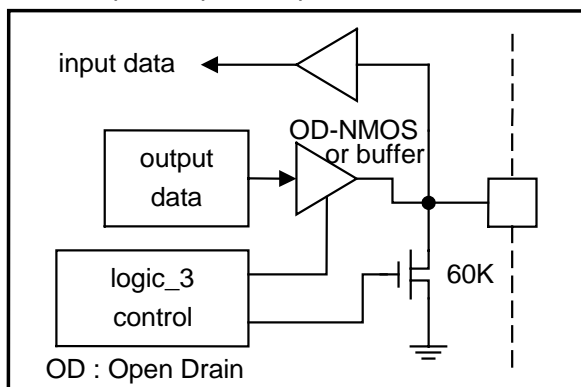 input data
OD-NMOS
or buffer
output
data
logic_3
control
60K
OD : Open Drain